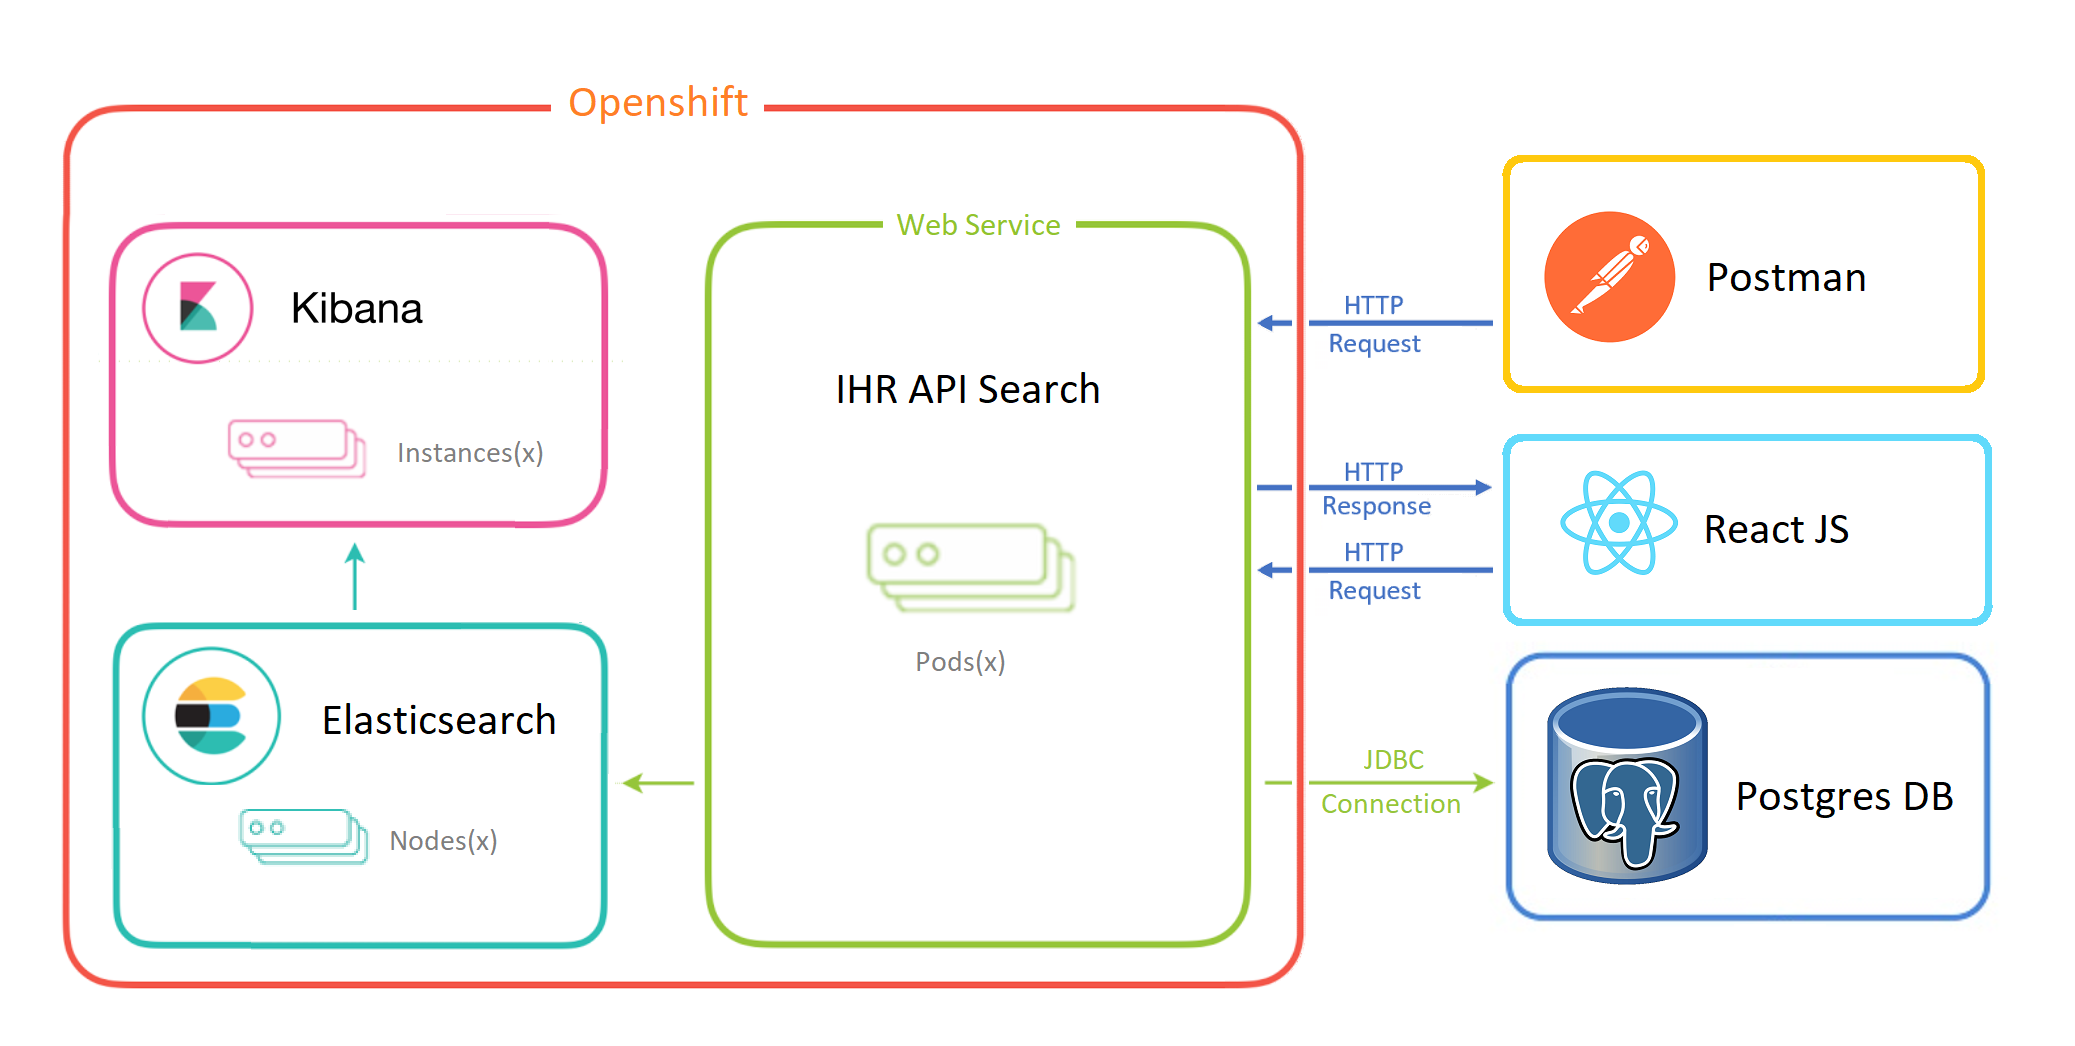 Openshift
Web Service
Kibana
Instances(x)
Elasticsearch
Nodes(x)
IHR API Search
Pods(x)
HTTP
Request
HTTP
Response
HTTP
Request
JDBC
Connection
Postman
React JS
Postgres DB